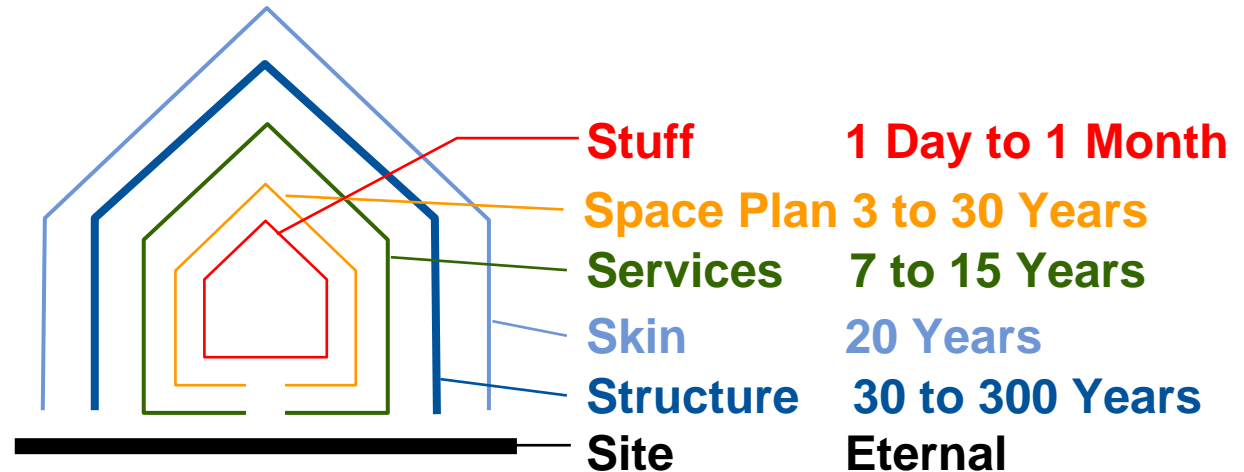 Stuff 1 Day to 1 Month
Space Plan 3 to 30 Years
Services 7 to 15 Years
Skin 20 Years
Structure 30 to 300 Years
Site Eternal